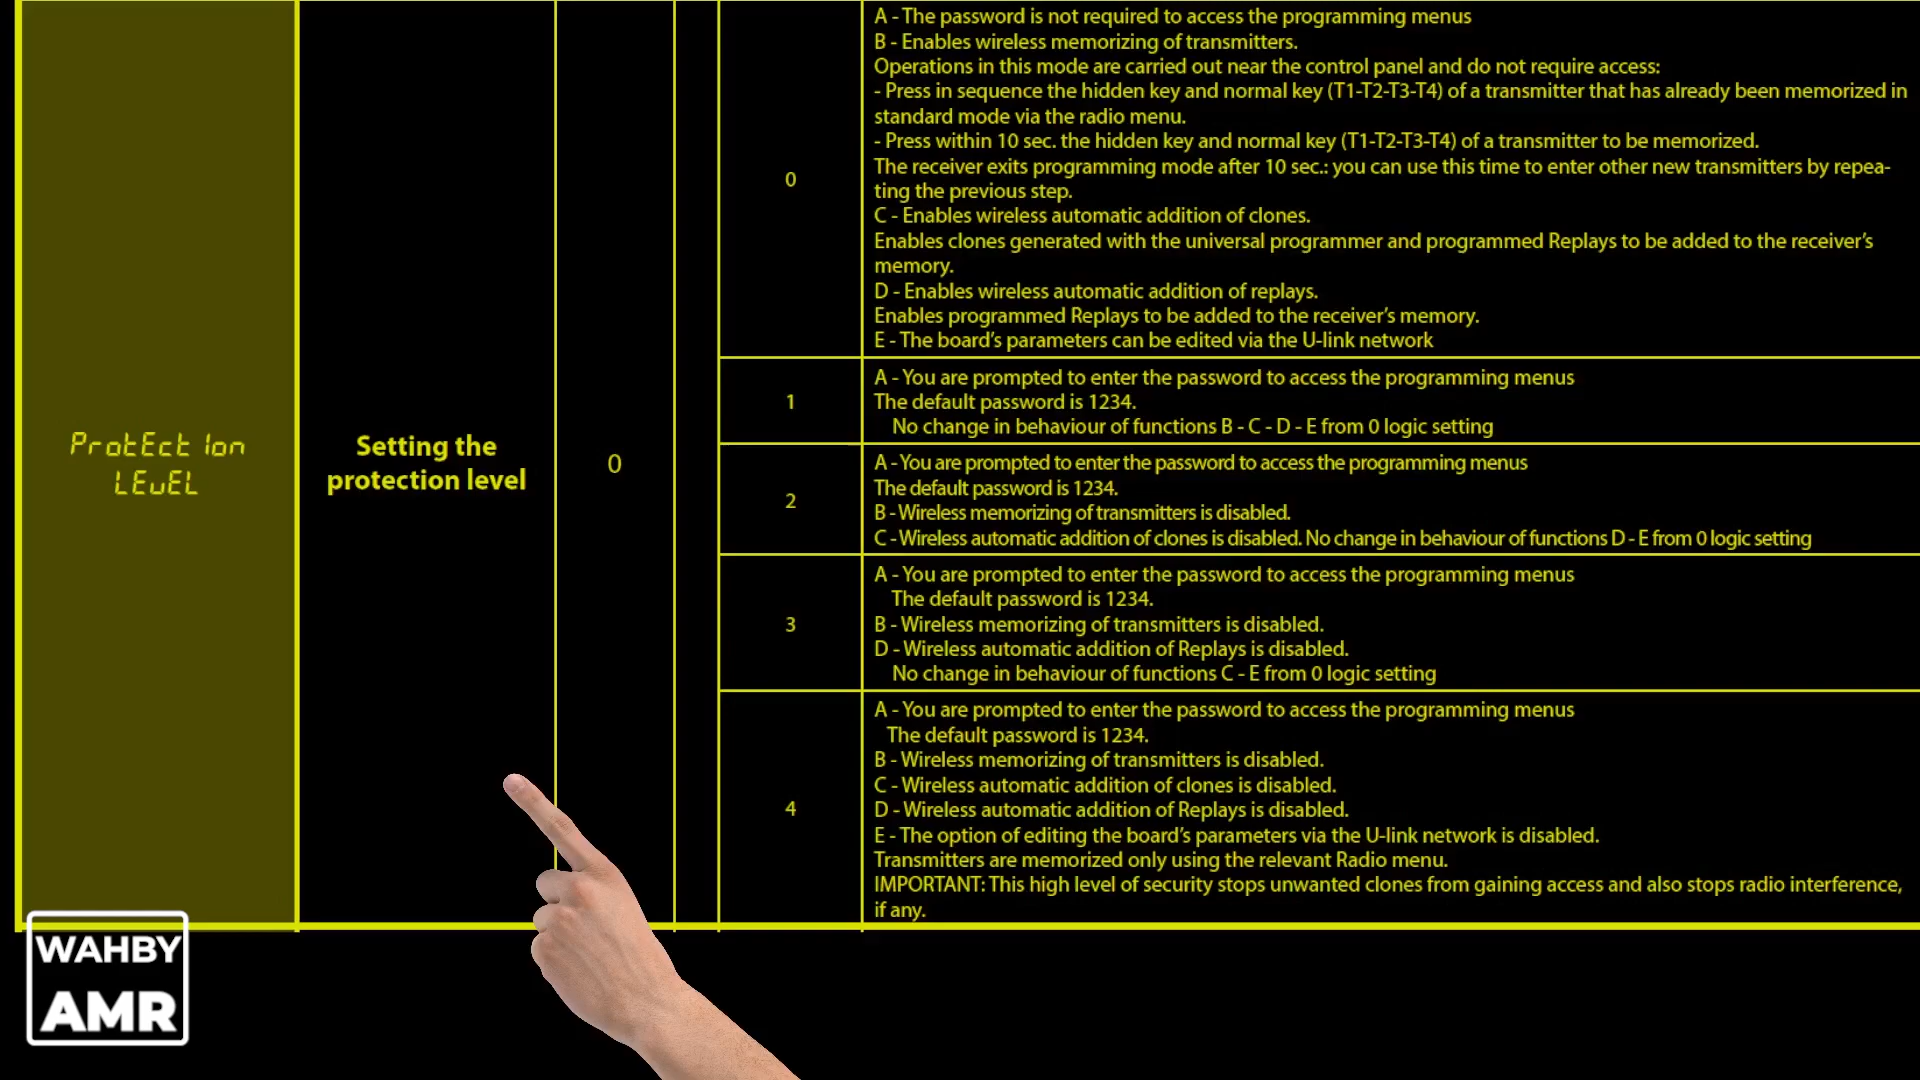 ProtEctIon
LEvEL
Setting the
protection level
0
0
A - The password is not required to access the programming menus
B - Enables wireless memorizing of transmitters.
Operations in this mode are carried out near the control panel and do not require access:
- Press in sequence the hidden key and normal key (T1-T2-T3-T4) of a transmitter that has already been memorized in
standard mode via the radio menu.
- Press within 10 sec. the hidden key and normal key (T1-T2-T3-T4) of a transmitter to be memorized.
The receiver exits programming mode after 10 sec.: you can use this time to enter other new transmitters by repea-
ting the previous step.
C - Enables wireless automatic addition of clones.
Enables clones generated with the universal programmer and programmed Replays to be added to the receiver's
memory.
D - Enables wireless automatic addition of replays.
Enables programmed Replays to be added to the receiver's memory.
E - The board's parameters can be edited via the U-link network
1
A - You are prompted to enter the password to access the programming menus
The default password is 1234.
No change in behaviour of functions B - C - D - E from 0 logic setting
2
A - You are prompted to enter the password to access the programming menus
The default password is 1234.
B - Wireless memorizing of transmitters is disabled.
C - Wireless automatic addition of clones is disabled. No change in behaviour of functions D - E from 0 logic setting
3
A - You are prompted to enter the password to access the programming menus
The default password is 1234.
B - Wireless memorizing of transmitters is disabled.
D - Wireless automatic addition of Replays is disabled.
No change in behaviour of functions C - E from 0 logic setting
4
A - You are prompted to enter the password to access the programming menus
The default password is 1234.
B - Wireless memorizing of transmitters is disabled.
C - Wireless automatic addition of clones is disabled.
D - Wireless automatic addition of Replays is disabled.
E - The option of editing the board's parameters via the U-link network is disabled.
Transmitters are memorized only using the relevant Radio menu.
IMPORTANT: This high level of security stops unwanted clones from gaining access and also stops radio interference,
if any.
WAHBY
AMR